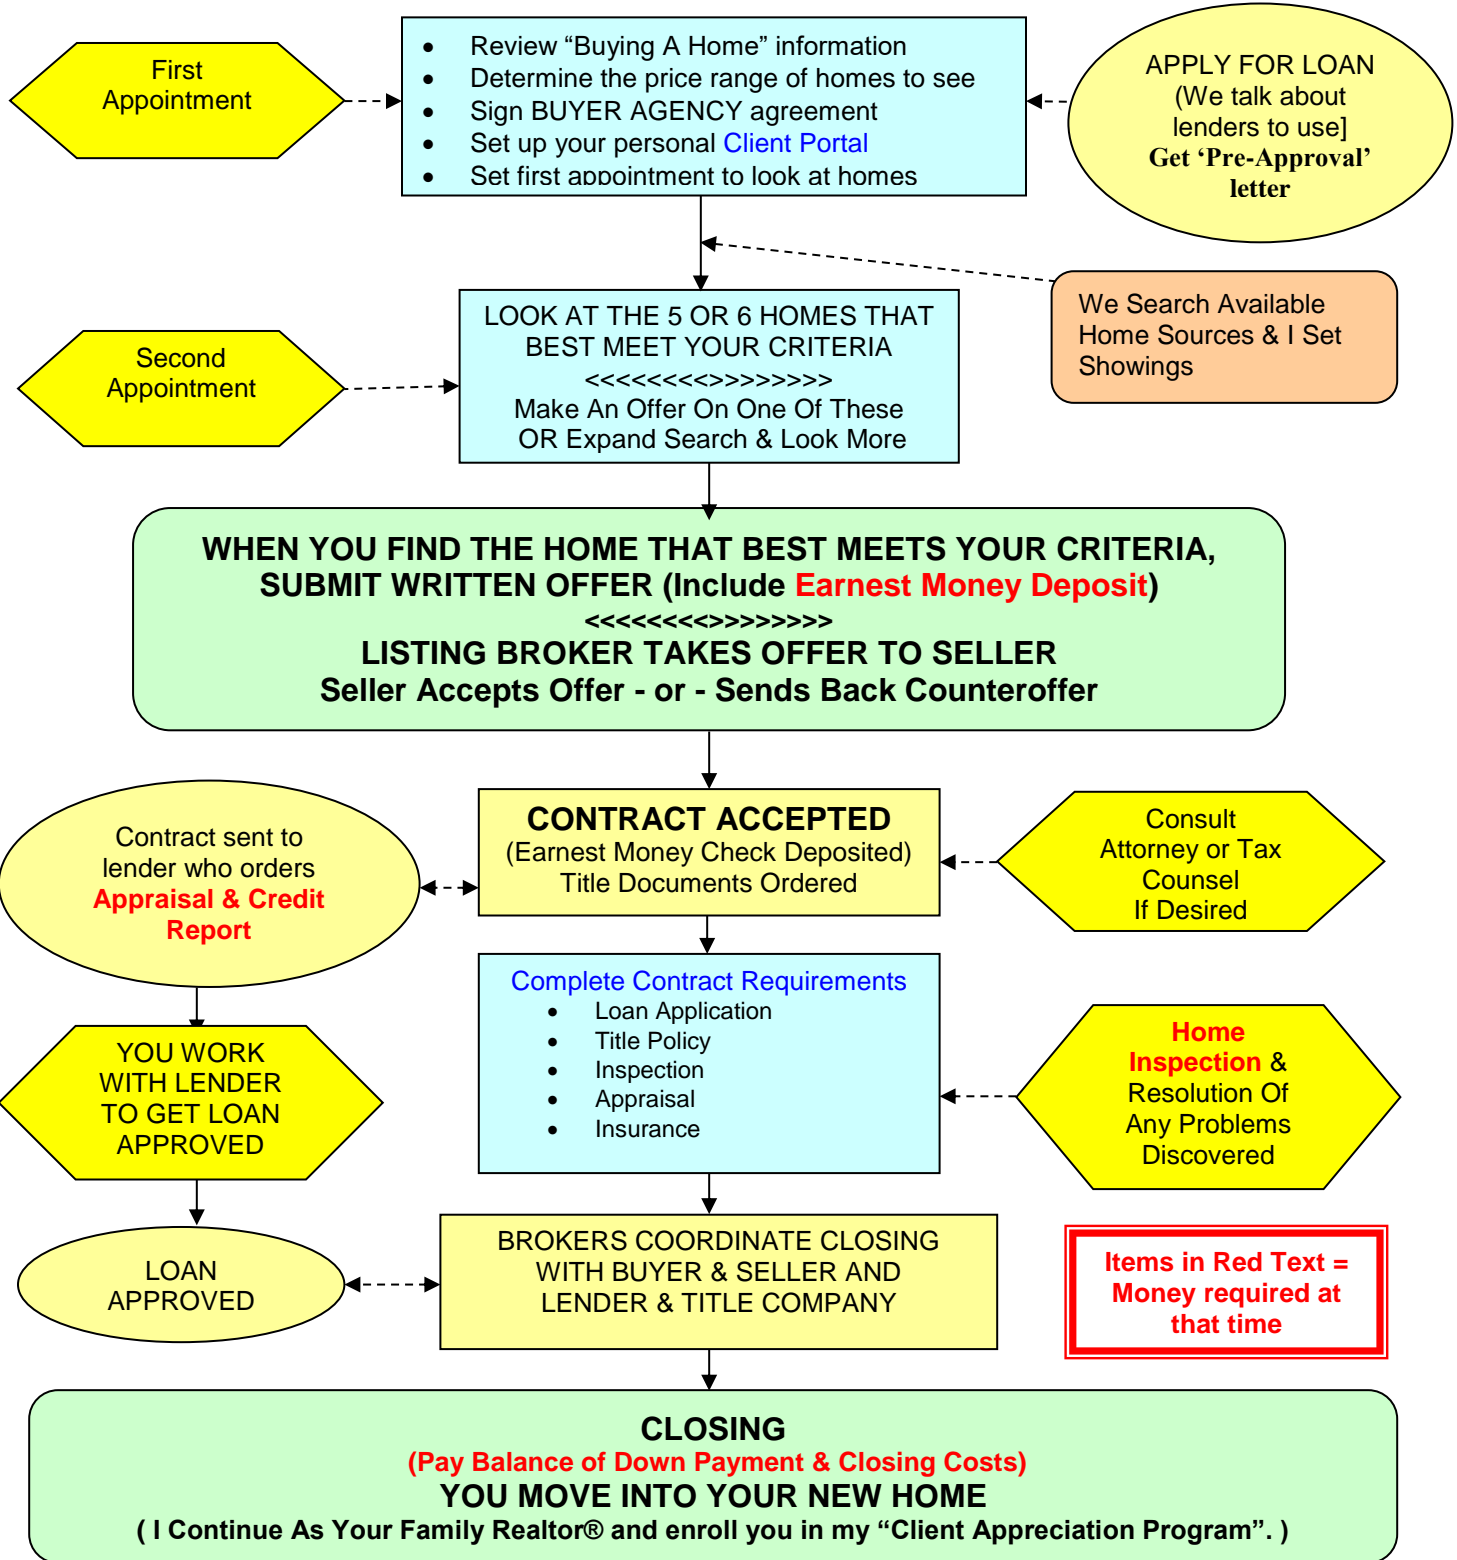 First
Appointment
• Review “Buying A Home” information
• Determine the price range of homes to see
• Sign BUYER AGENCY agreement
• Set up your personal Client Portal
• Set first appointment to look at homes
APPLY FOR LOAN
(We talk about
lenders to use]
Get ‘Pre-Approval’
letter
We Search Available
Home Sources & I Set
Showings
Second
Appointment
LOOK AT THE 5 OR 6 HOMES THAT
BEST MEET YOUR CRITERIA
<<<<<<<<>>>>>>>>
Make An Offer On One Of These
OR Expand Search & Look More
WHEN YOU FIND THE HOME THAT BEST MEETS YOUR CRITERIA,
SUBMIT WRITTEN OFFER (Include Earnest Money Deposit)
<<<<<<<<>>>>>>>>
LISTING BROKER TAKES OFFER TO SELLER
Seller Accepts Offer - or - Sends Back Counteroffer
Contract sent to
lender who orders
Appraisal & Credit
Report
CONTRACT ACCEPTED
(Earnest Money Check Deposited)
Title Documents Ordered
Consult
Attorney or Tax
Counsel
If Desired
YOU WORK
WITH LENDER
TO GET LOAN
APPROVED
Complete Contract Requirements
• Loan Application
• Title Policy
• Inspection
• Appraisal
• Insurance
Home
Inspection &
Resolution Of
Any Problems
Discovered
LOAN
APPROVED
BROKERS COORDINATE CLOSING
WITH BUYER & SELLER AND
LENDER & TITLE COMPANY
Items in Red Text =
Money required at
that time
CLOSING
(Pay Balance of Down Payment & Closing Costs)
YOU MOVE INTO YOUR NEW HOME
( I Continue As Your Family Realtor® and enroll you in my “Client Appreciation Program”. )